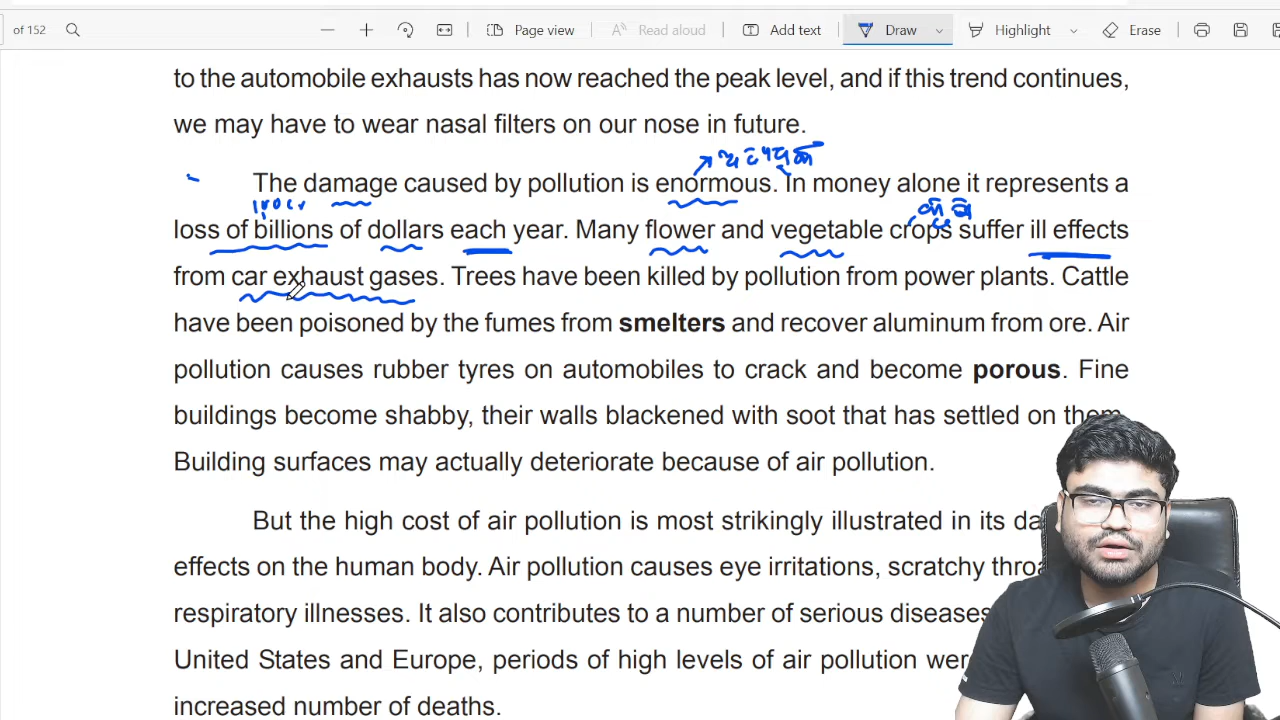 of 152
Page view
Read aloud
Add text
Draw
Highlight
Erase
to the automobile exhausts has now reached the peak level, and if this trend continues,
we may have to wear nasal filters on our nose in future.
The damage caused by pollution is enormous. In money alone it represents a
loss of billions of dollars each year. Many flower and vegetable crops suffer ill effects
from car exhaust gases. Trees have been killed by pollution from power plants. Cattle
have been poisoned by the fumes from smelters and recover aluminum from ore. Air
pollution causes rubber tyres on automobiles to crack and become porous. Fine
buildings become shabby, their walls blackened with soot that has settled on them.
Building surfaces may actually deteriorate because of air pollution.
But the high cost of air pollution is most strikingly illustrated in its
effects on the human body. Air pollution causes eye irritations, scratchy
respiratory illnesses. It also contributes to a number of serious diseases
United States and Europe, periods of high levels of air pollution
increased number of deaths.